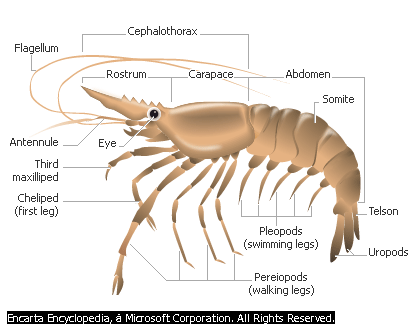 Cephalothorax
Flagellum
Rostrum
Carapace
Abdomen
Somite
Antennule
Eye
Third
maxilliped
Cheliped
(first leg)
Telson
Pleopods
(swimming legs)
Uropods
Pereiopods
(walking legs)
Encarta Encyclopedia, â Microsoft Corporation. All Rights Reserved.